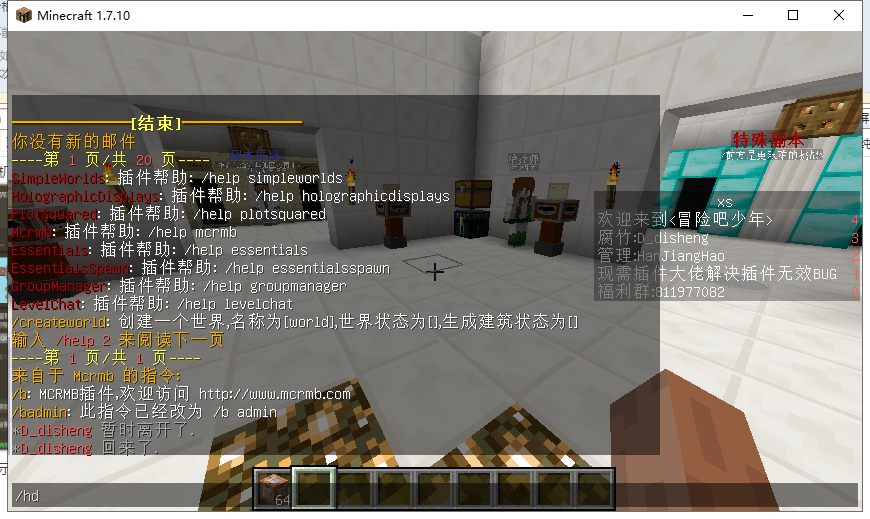 Minecraft 1.7.10
[结束]
你没有新的邮件
----第 1 页/共 20 页----
SimpleWorlds: 插件帮助: /help simpleworlds
HolographicDisplays: 插件帮助: /help holographicdisplays
PlotSquared: 插件帮助: /help plotsquared
Mcrmb: 插件帮助: /help mcrmb
Essentials: 插件帮助: /help essentials
EssentialsSpawn: 插件帮助: /help essentialsspawn
GroupManager: 插件帮助: /help groupmanager
LevelChat: 插件帮助: /help levelchat
/createworld: 创建一个世界,名称为[world],世界状态为[],生成建筑状态为[]
输入 /help 2 来阅读下一页
----第 1 页/共 1 页----
来自于 Mcrmb 的指令:
/b: MCRMB插件,欢迎访问 http://www.mcrmb.com
/badmin: 此指令已经改为 /b admin
*D_disheng 暂时离开了.
*D_disheng 回来了.
特殊副本
xs
欢迎来到<冒险吧少年> 4
腐竹:D_disheng 3
管理:HanJiangHao 2
现需插件大佬解决插件无效BUG 1
福利群:811977082 0
64
/hd